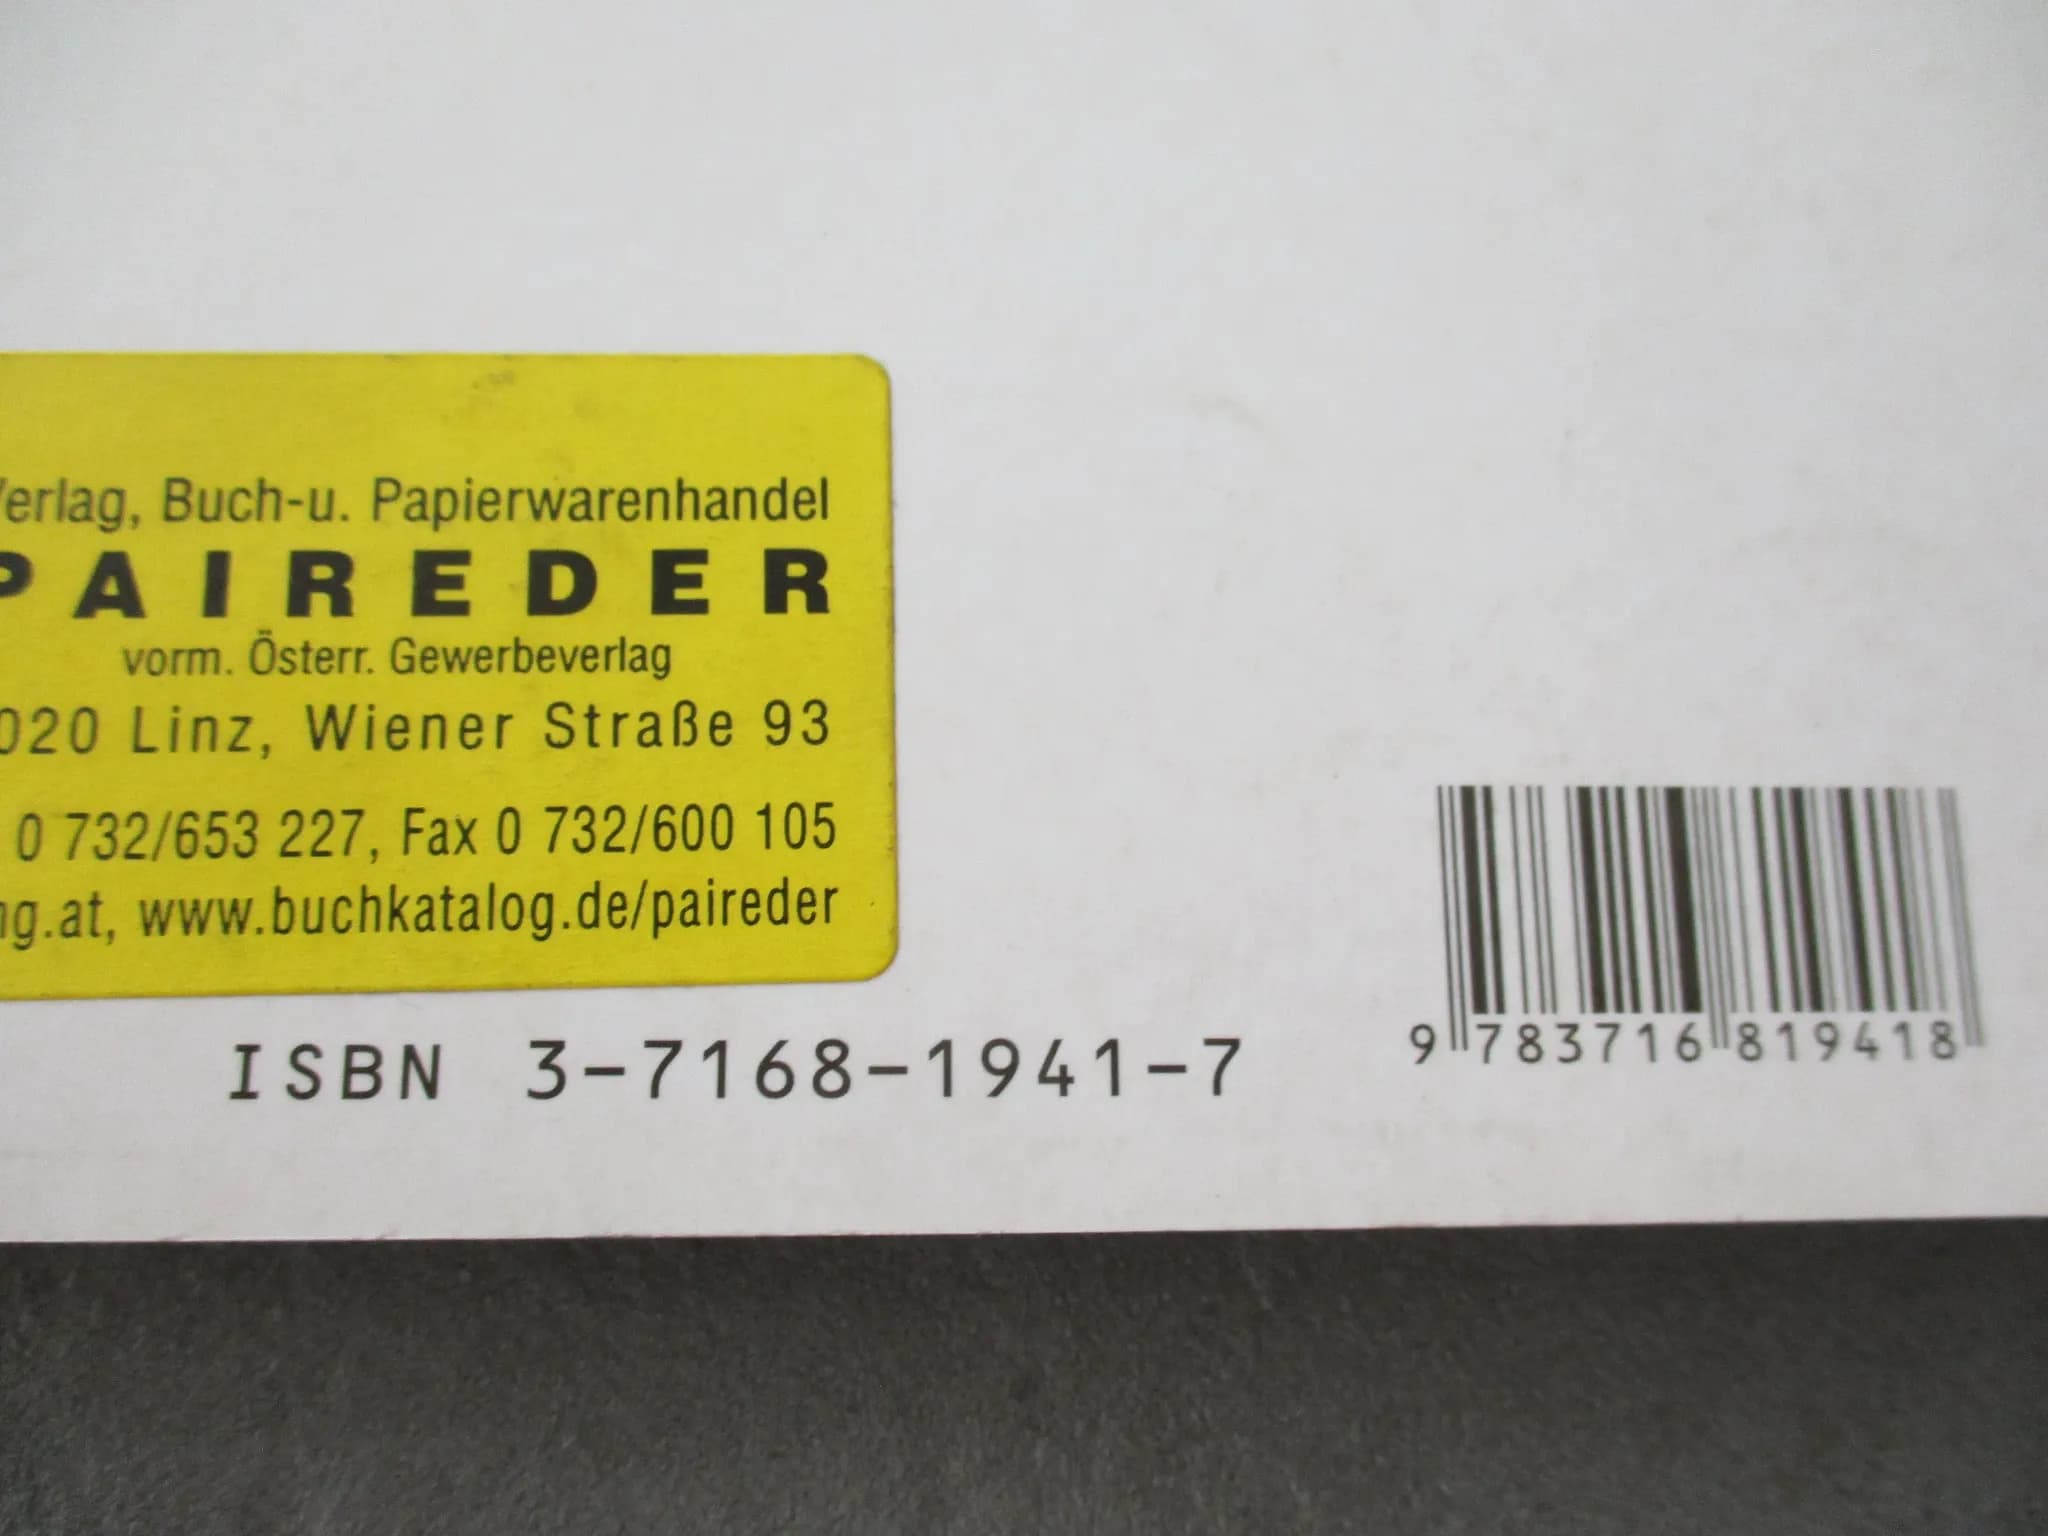 Verlag, Buch-u. Papierwarenhandel
PAIREDER
vorm. Österr. Gewerbeverlag
020 Linz, Wiener Straße 93
0 732/653 227, Fax 0 732/600 105
ng.at, www.buchkatalog.de/paireder
ISBN 3-7168-1941-7
9 783716 819418